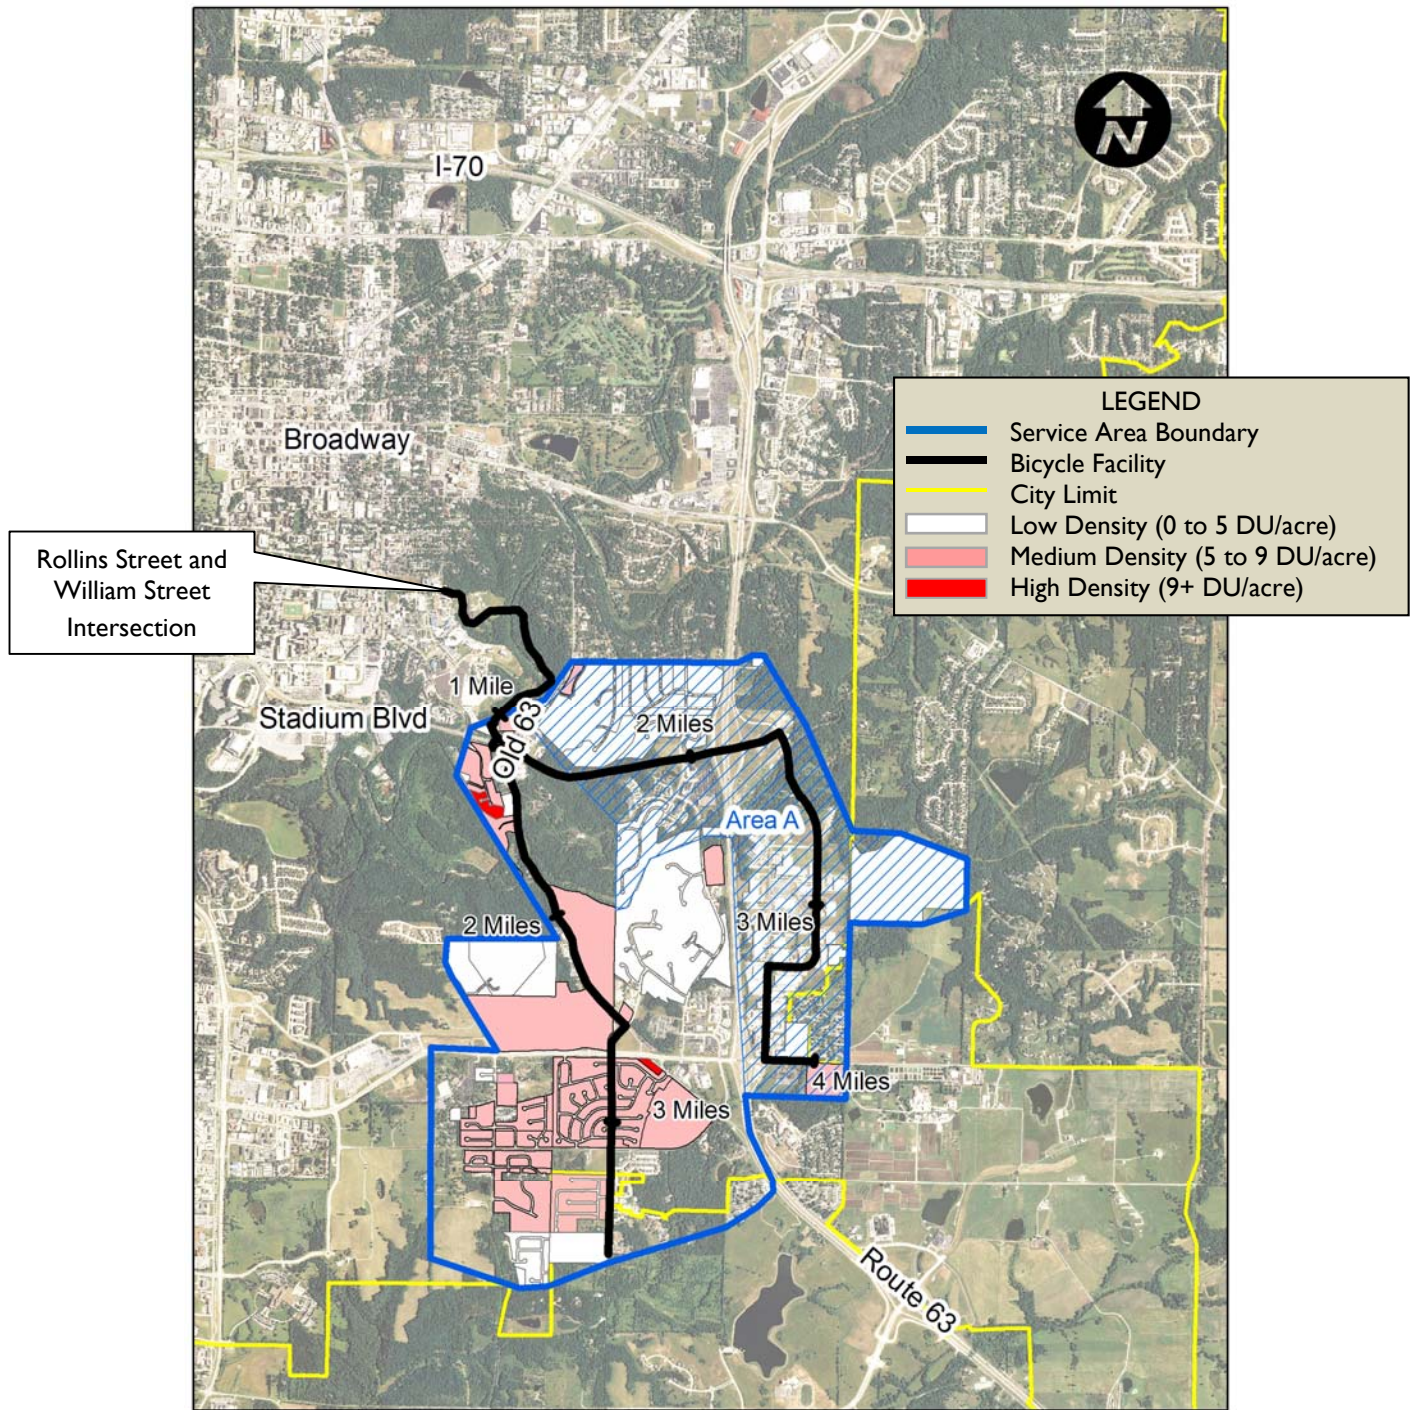 N
I-70
LEGEND
Service Area Boundary
Broadway
Bicycle Facility
City Limit
Low Density (0 to 5 DU/acre)
Medium Density (5 to 9 DU/acre)
High Density (9+ DU/acre)
Rollins Street and
William Street
Intersection
1 Mile
Stadium Blvd
Old 63
2 Miles
Area A
2 Miles
3 Miles
4 Miles
3 Miles
Route 63